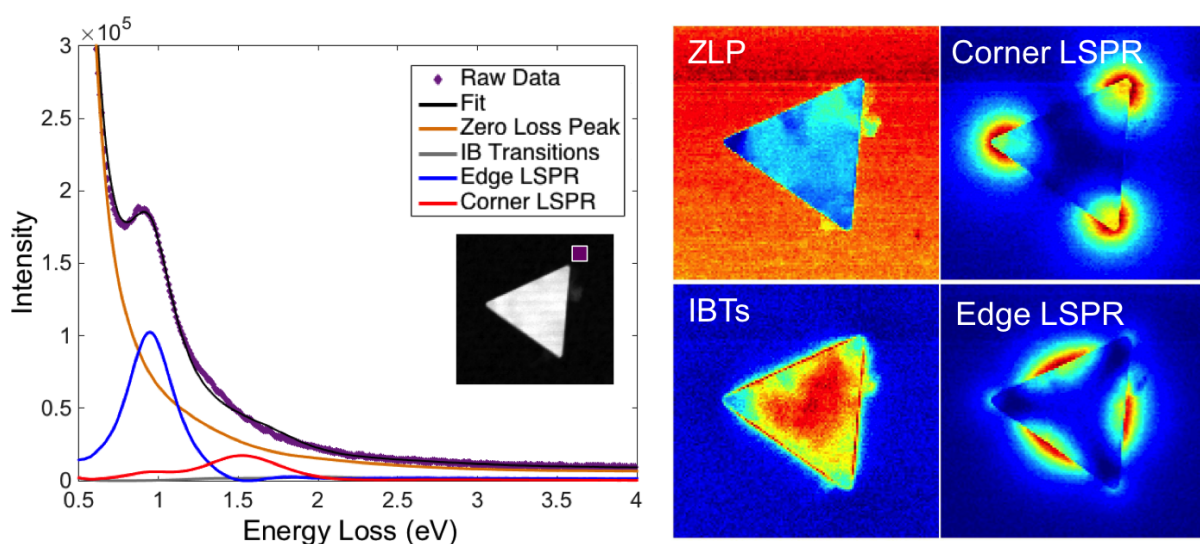 ×10⁵
3
2.5
2
1.5
1
0.5
0
0.5 1 1.5 2 2.5 3 3.5 4
Intensity
Energy Loss (eV)
Raw Data
Fit
Zero Loss Peak
IB Transitions
Edge LSPR
Corner LSPR
ZLP
Corner LSPR
IBTs
Edge LSPR